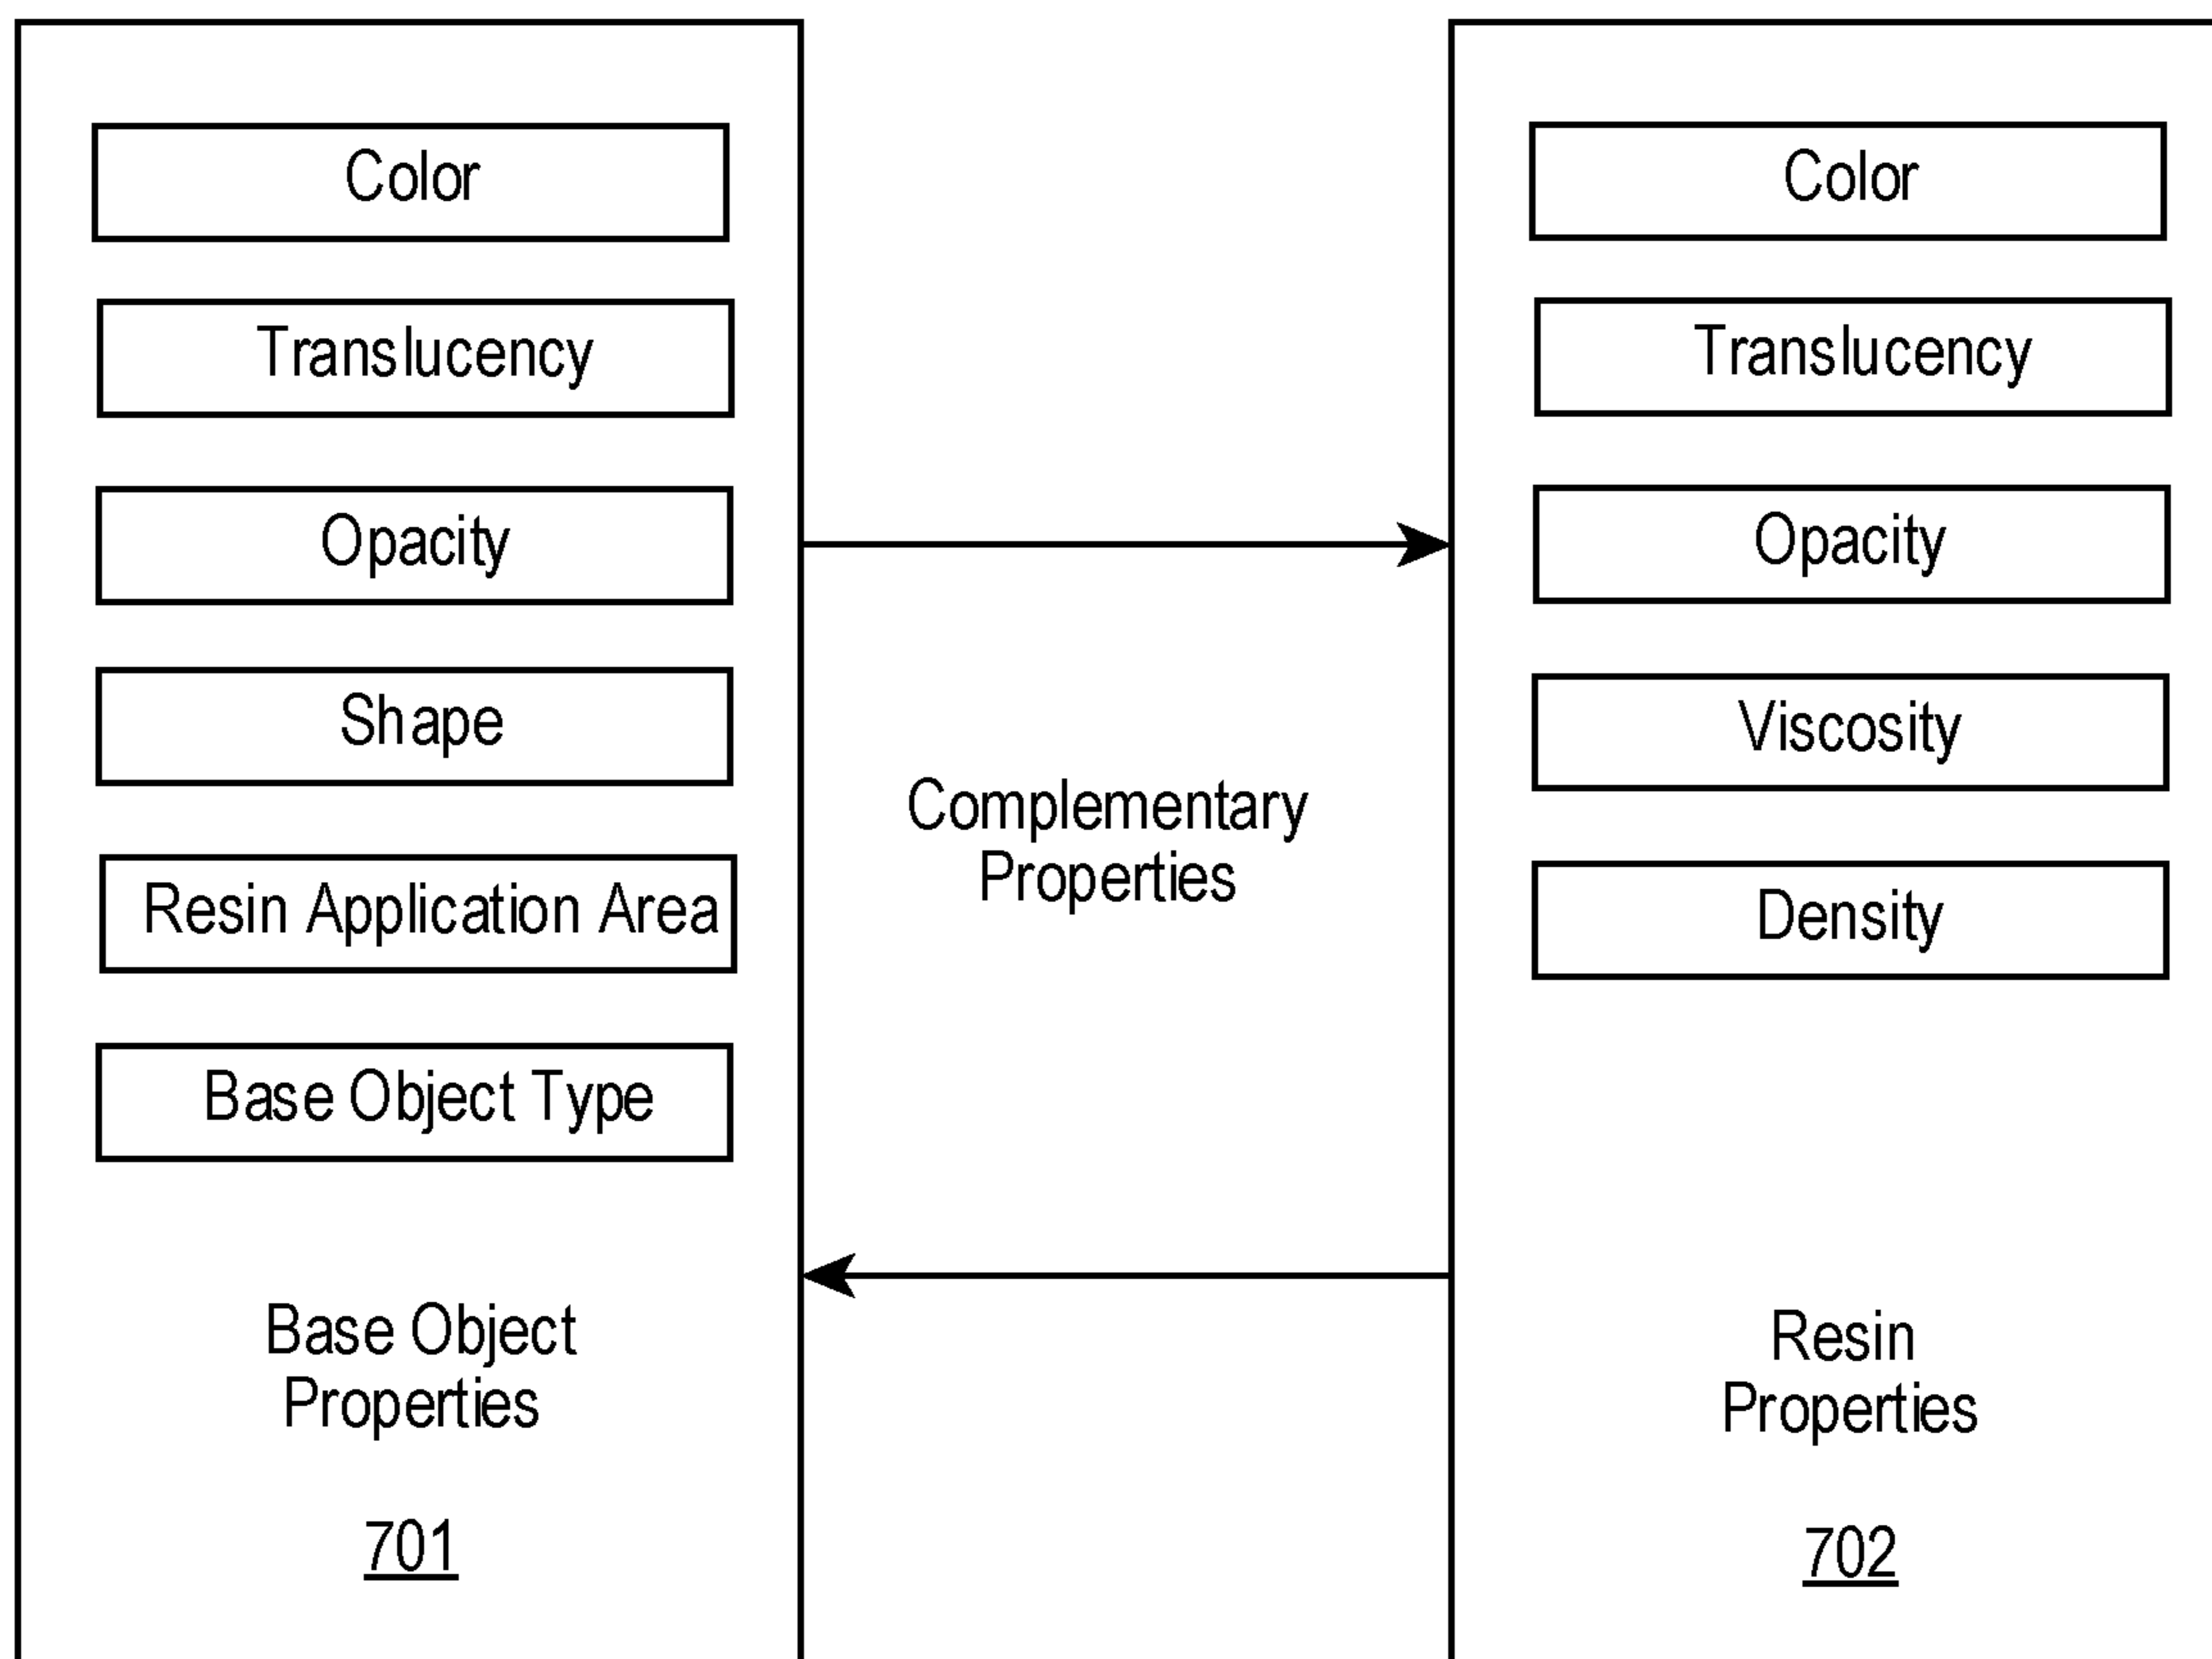 Color
Translucency
Opacity
Shape
Resin Application Area
Base Object Type
Base Object
Properties
701
Complementary
Properties
Color
Translucency
Opacity
Viscosity
Density
Resin
Properties
702